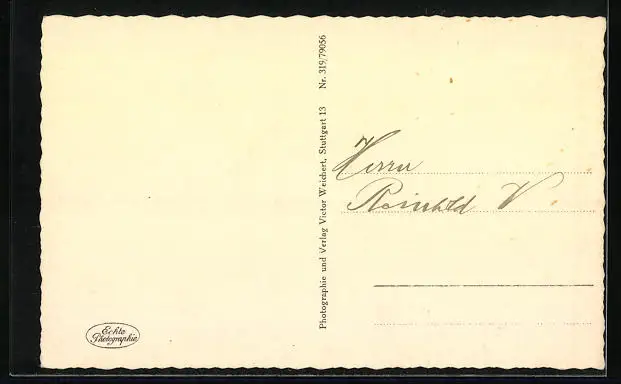 Photographie und Verlag Victor Weichert, Stuttgart 13 Nr. 319/79056
Herrn
Reinhold V
Echte
Photographie